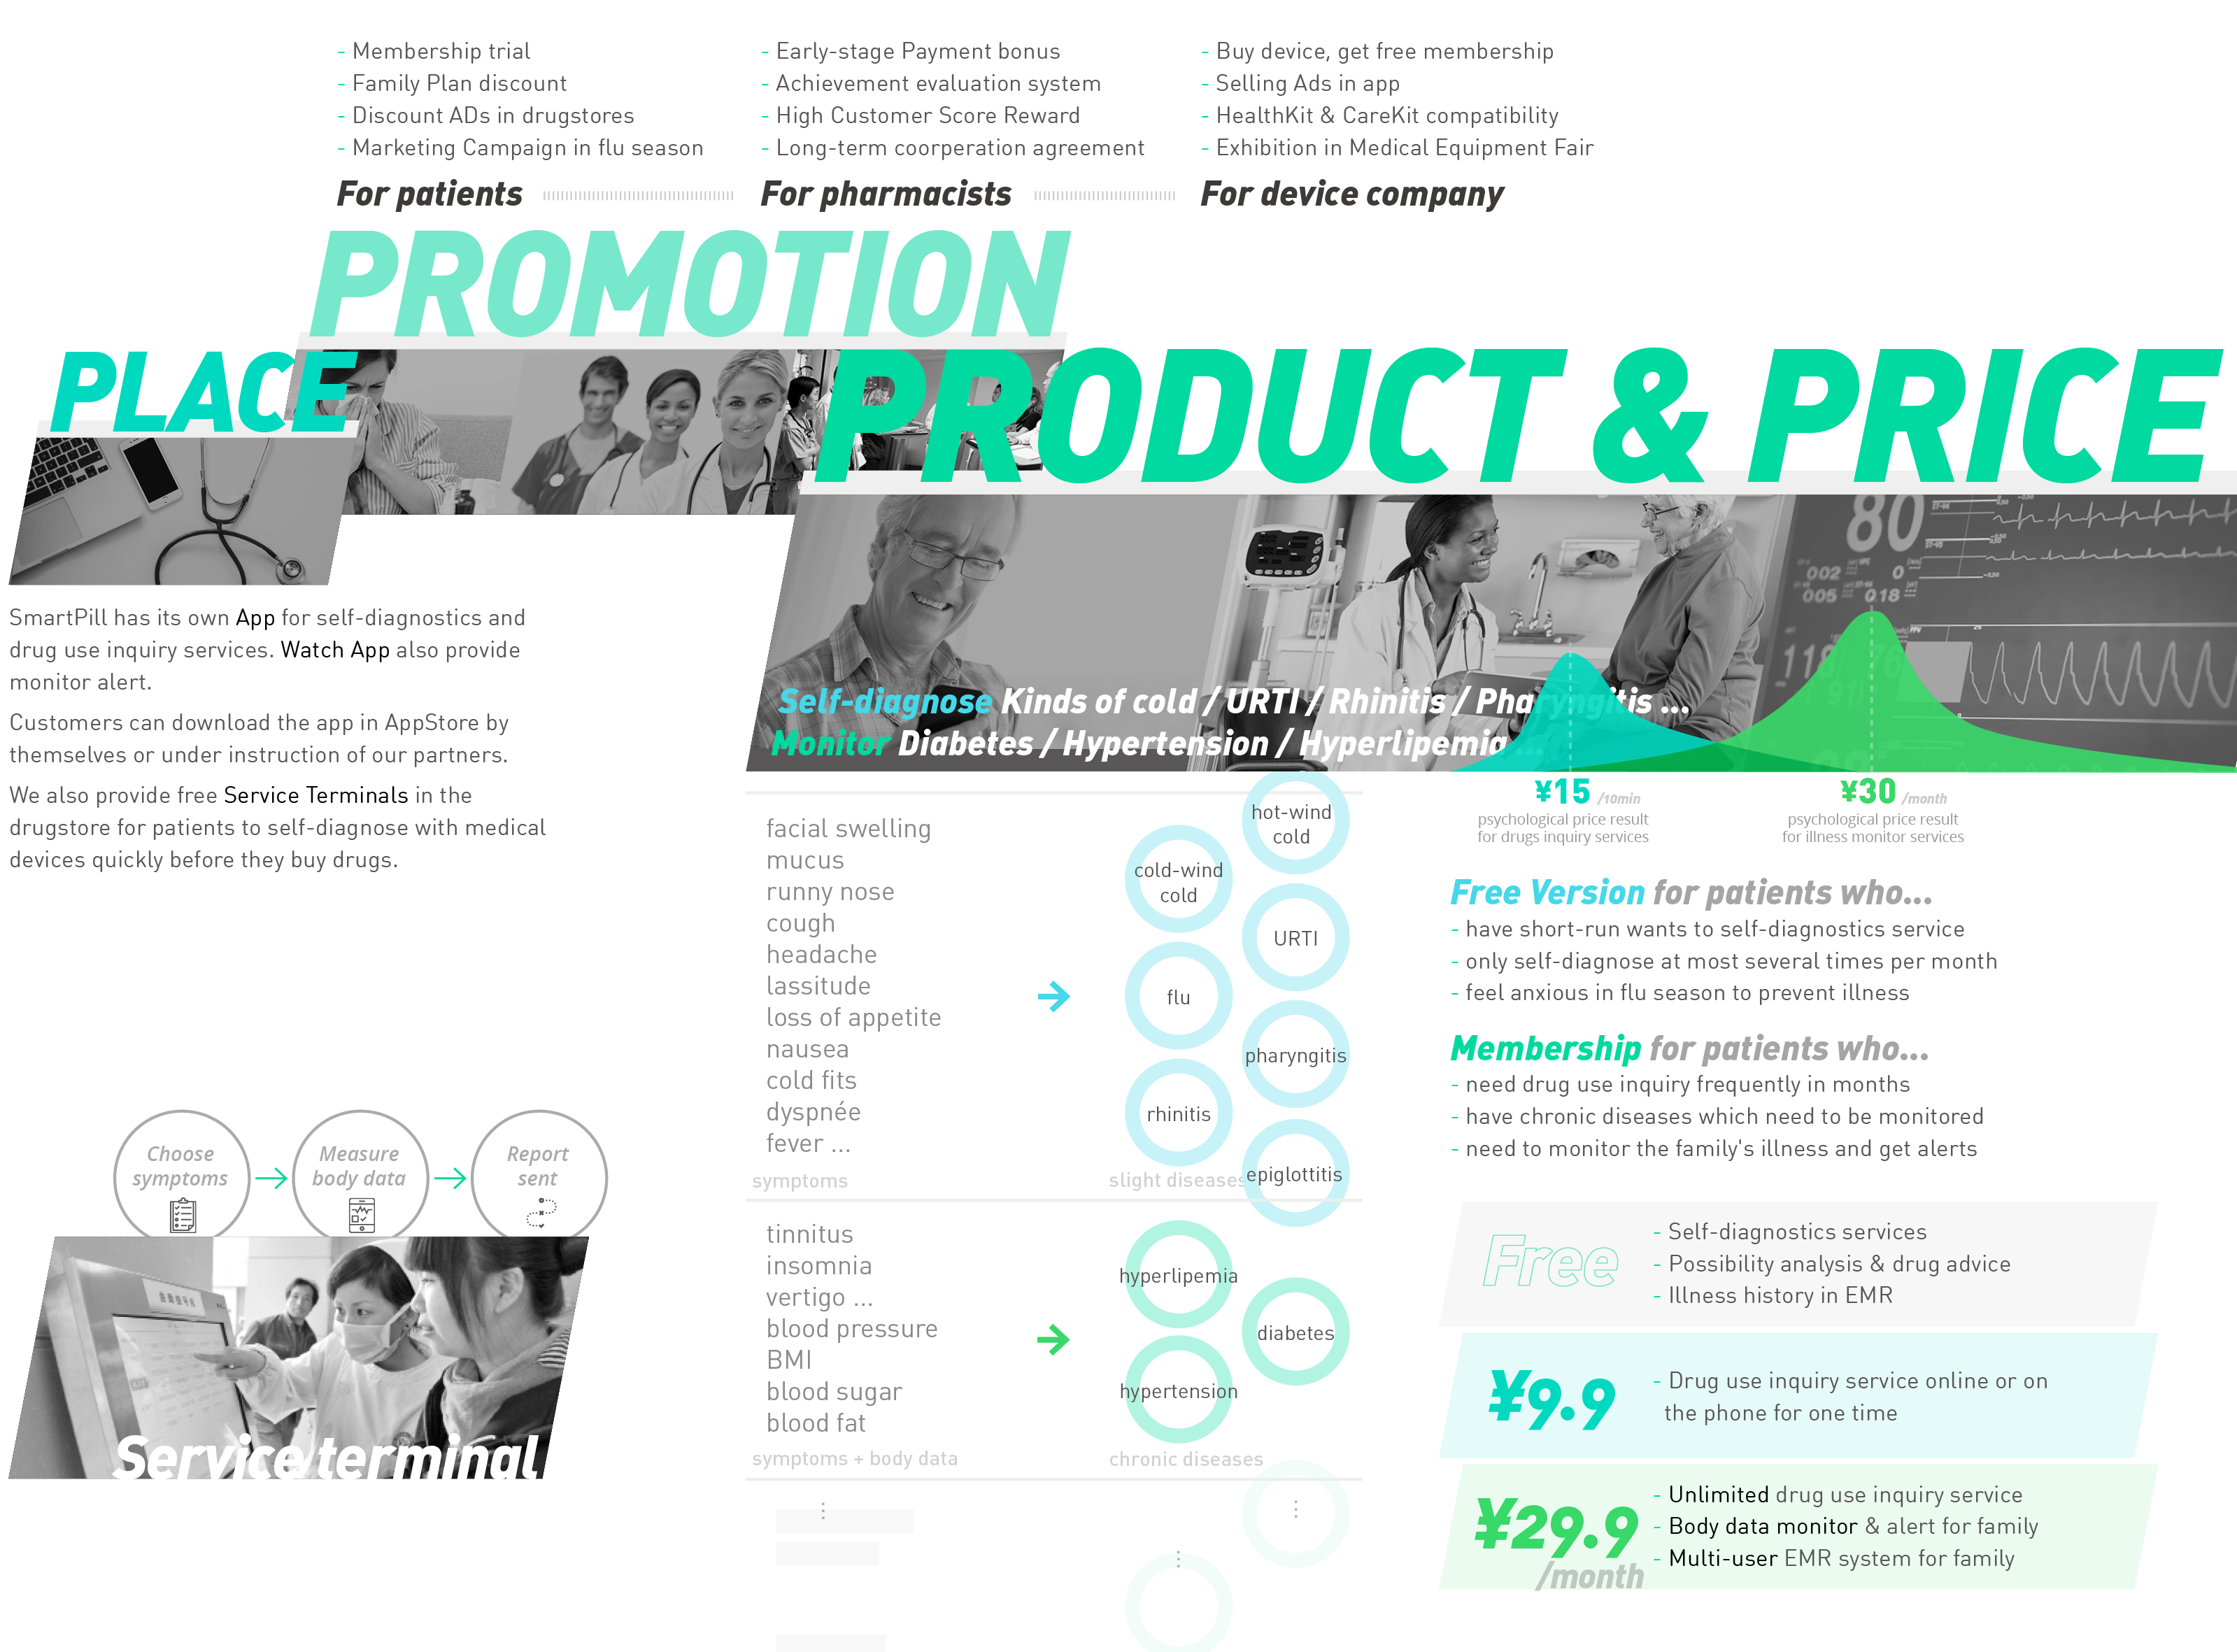 - Membership trial
- Family Plan discount
- Discount ADs in drugstores
- Marketing Campaign in flu season
For patients
- Early-stage Payment bonus
- Achievement evaluation system
- High Customer Score Reward
- Long-term coorperation agreement
For pharmacists
- Buy device, get free membership
- Selling Ads in app
- HealthKit & CareKit compatibility
- Exhibition in Medical Equipment Fair
For device company
PROMOTION
PLACE
PRODUCT & PRICE
SmartPill has its own App for self-diagnostics and
drug use inquiry services. Watch App also provide
monitor alert.
Customers can download the app in AppStore by
themselves or under instruction of our partners.
We also provide free Service Terminals in the
drugstore for patients to self-diagnose with medical
devices quickly before they buy drugs.
Choose
symptoms
Measure
body data
Report
sent
Service terminal
80
002
0
005
018
118
76
91
Self-diagnose Kinds of cold / URTI / Rhinitis / Pharyngitis ...
Monitor Diabetes / Hypertension / Hyperlipemia ...
facial swelling
mucus
runny nose
cough
headache
lassitude
loss of appetite
nausea
cold fits
dyspnée
fever ...
symptoms
hot-wind
cold
cold-wind
cold
URTI
flu
pharyngitis
rhinitis
epiglottitis
slight diseases
tinnitus
insomnia
vertigo ...
blood pressure
BMI
blood sugar
blood fat
symptoms + body data
hyperlipemia
diabetes
hypertension
chronic diseases
¥15 /10min
psychological price result
for drugs inquiry services
¥30 /month
psychological price result
for illness monitor services
Free Version for patients who...
- have short-run wants to self-diagnostics service
- only self-diagnose at most several times per month
- feel anxious in flu season to prevent illness
Membership for patients who...
- need drug use inquiry frequently in months
- have chronic diseases which need to be monitored
- need to monitor the family's illness and get alerts
Free
- Self-diagnostics services
- Possibility analysis & drug advice
- Illness history in EMR
¥9.9
- Drug use inquiry service online or on
the phone for one time
¥29.9
/month
- Unlimited drug use inquiry service
- Body data monitor & alert for family
- Multi-user EMR system for family